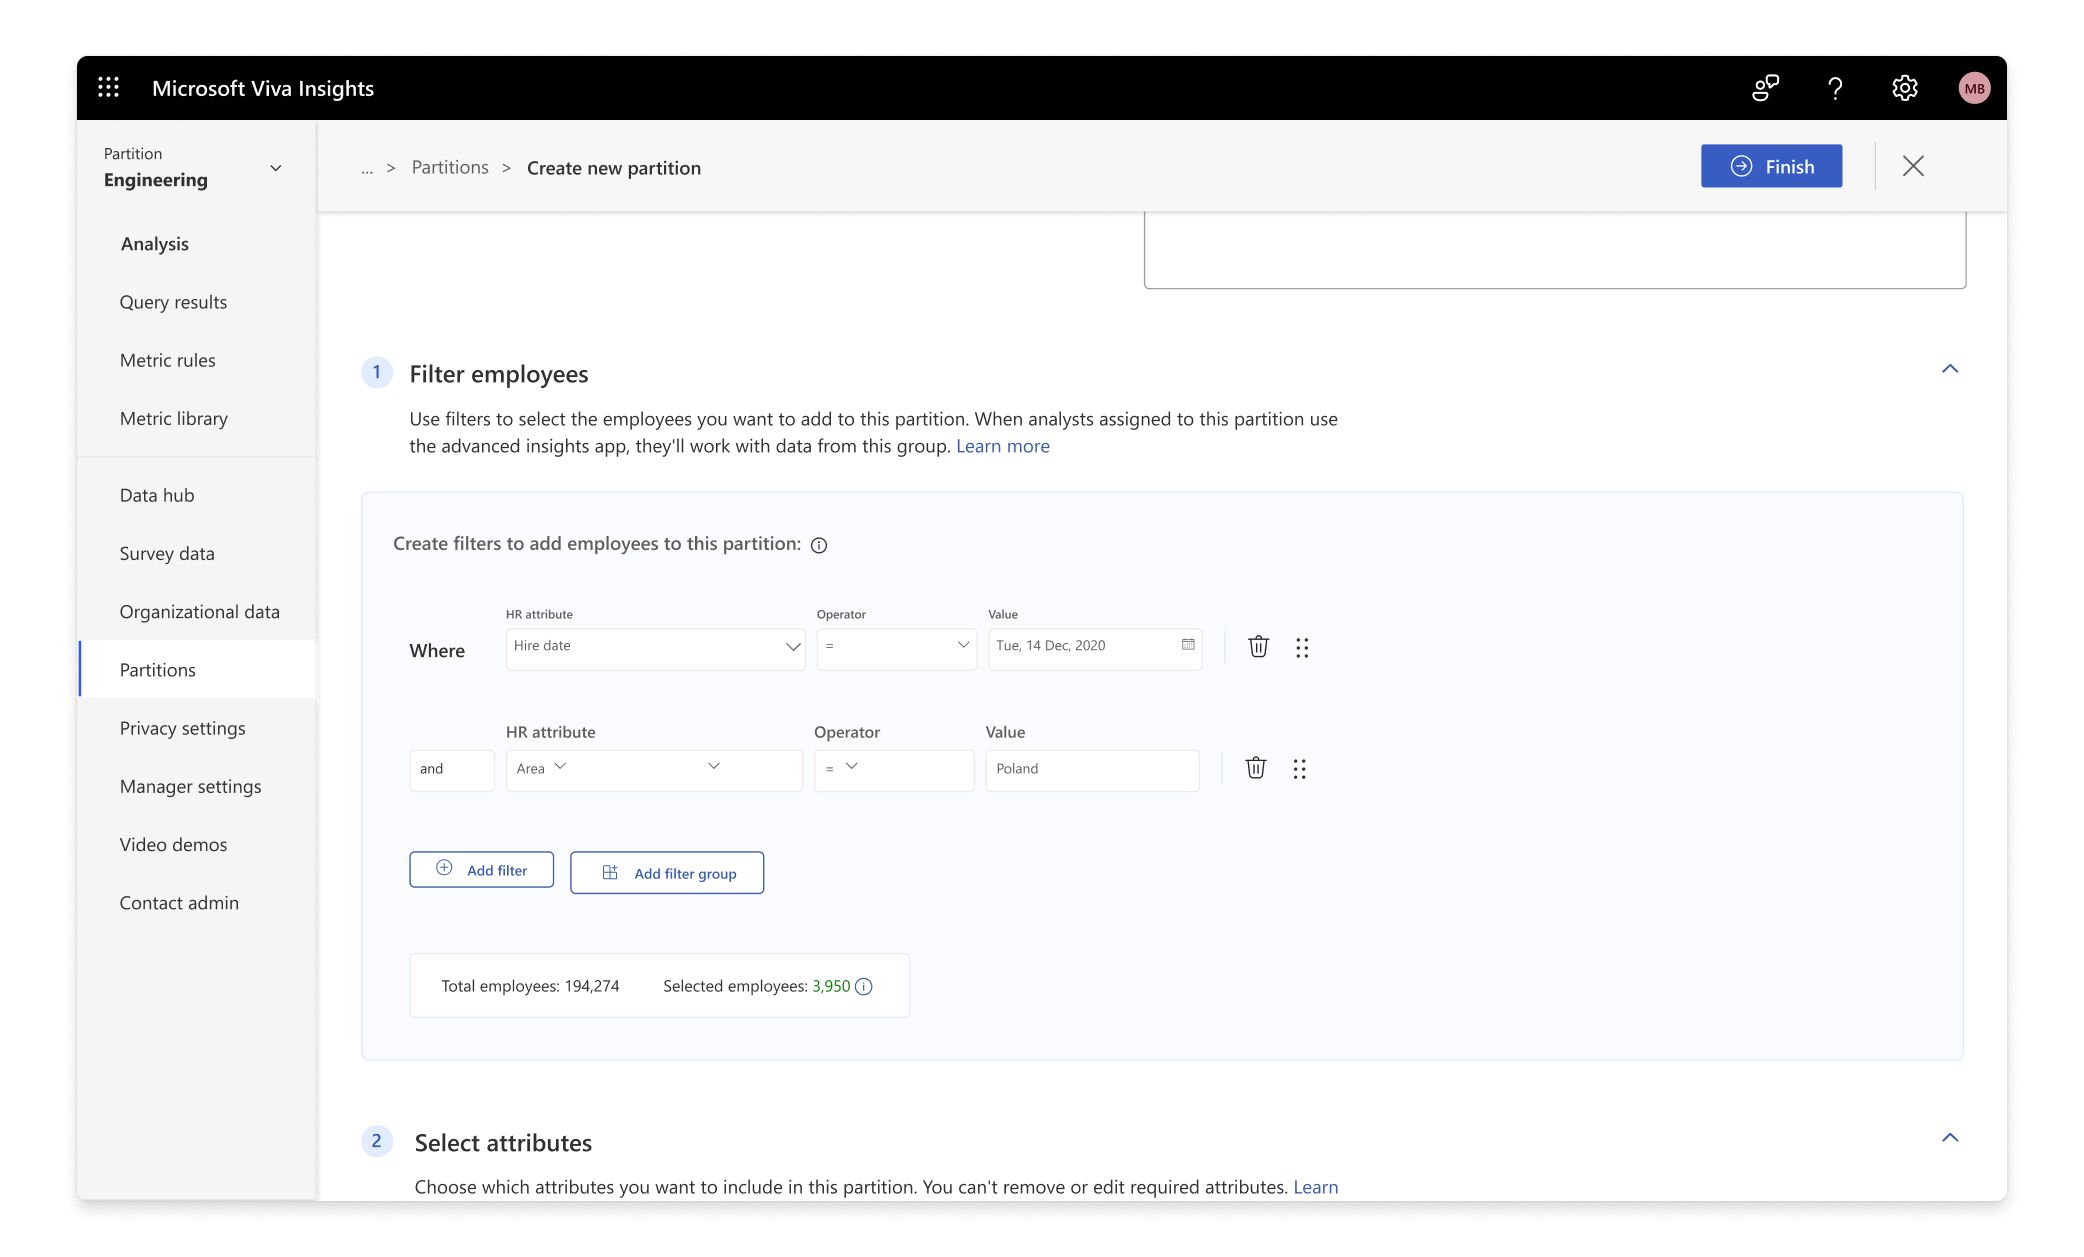 Microsoft Viva Insights
?
MB
Partition
Engineering
... > Partitions > Create new partition
Finish
Analysis
Query results
Metric rules
Metric library
Data hub
Survey data
Organizational data
Partitions
Privacy settings
Manager settings
Video demos
Contact admin
1 Filter employees
Use filters to select the employees you want to add to this partition. When analysts assigned to this partition use
the advanced insights app, they'll work with data from this group. Learn more
Create filters to add employees to this partition:
HR attribute Operator Value
Where Hire date = Tue, 14 Dec, 2020
HR attribute Operator Value
and Area = Poland
Add filter Add filter group
Total employees: 194,274 Selected employees: 3,950
2 Select attributes
Choose which attributes you want to include in this partition. You can't remove or edit required attributes. Learn